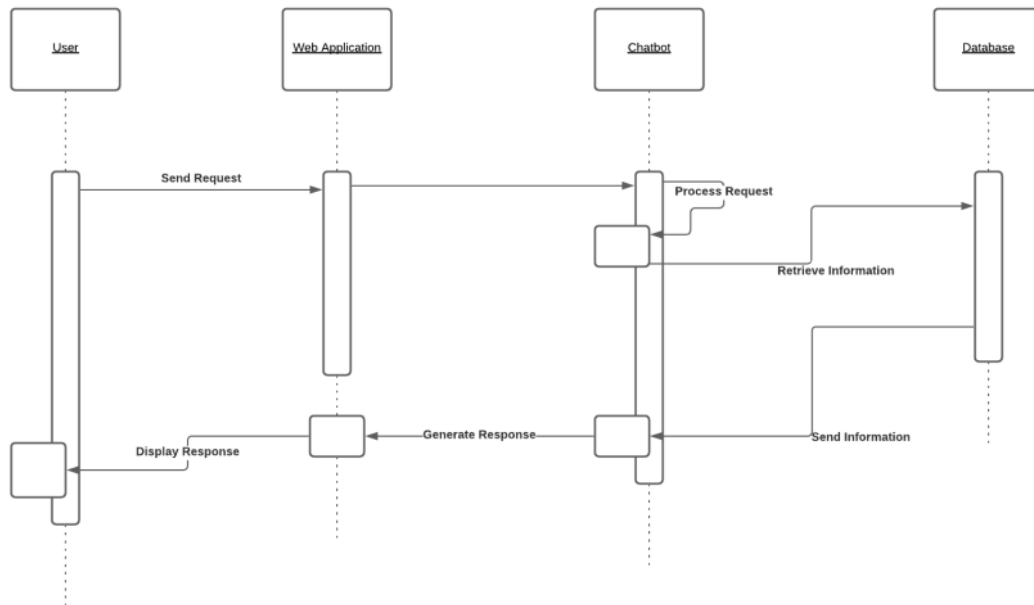 User
Web Application
Chatbot
Database
Send Request
Process Request
Retrieve Information
Generate Response
Send Information
Display Response